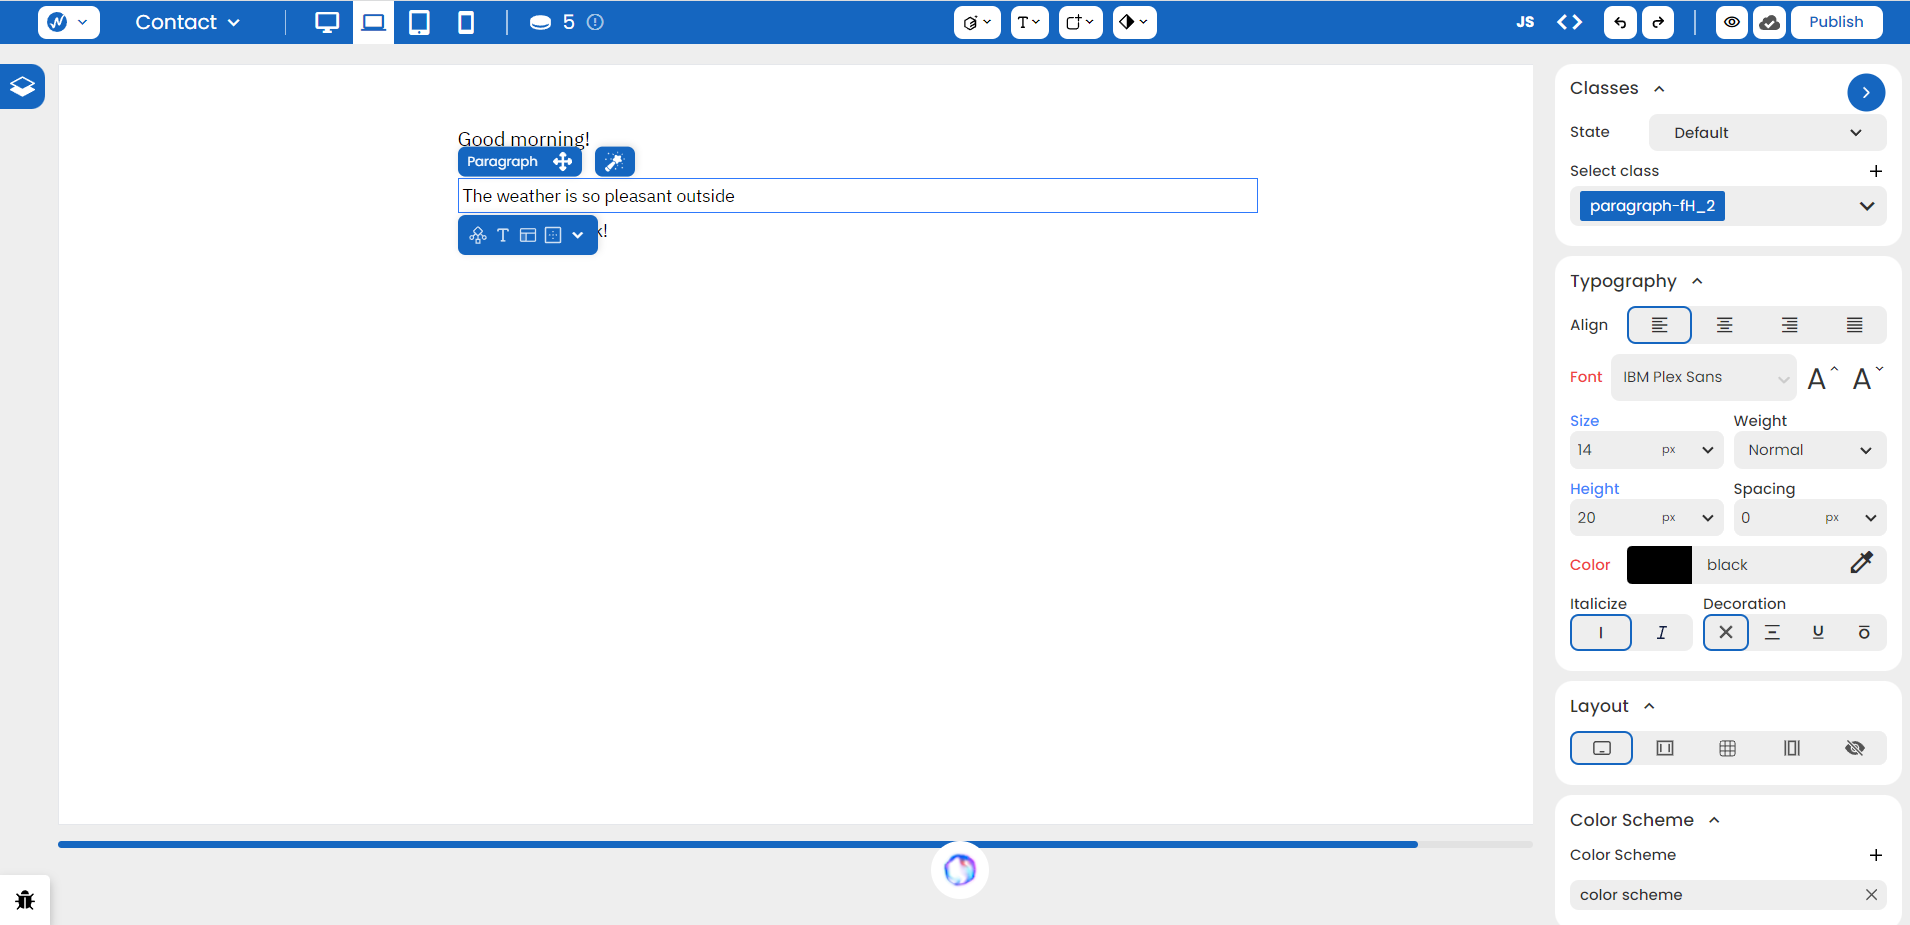 Contact 5 T JS Publish
Good morning!
Paragraph
The weather is so pleasant outside
T !
Classes
State Default
Select class
paragraph-fH_2
Typography
Align
Font IBM Plex Sans A A
Size Weight
14 px Normal
Height Spacing
20 px 0 px
Color black
Italicize Decoration
I I U O
Layout
Color Scheme
Color Scheme
color scheme